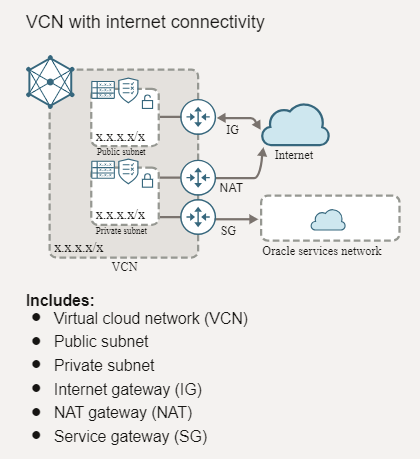 VCN with internet connectivity
X.X.X.X/X
Public subnet
IG
Internet
NAT
X.X.X.X/X
Private subnet
SG
X.X.X.X/X
Oracle services network
VCN
Includes:
Virtual cloud network (VCN)
Public subnet
Private subnet
Internet gateway (IG)
NAT gateway (NAT)
Service gateway (SG)